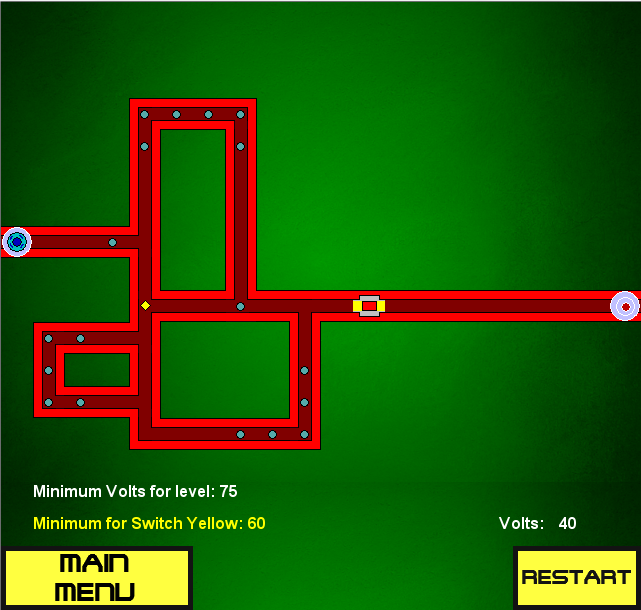 Minimum Volts for level: 75
Minimum for Switch Yellow: 60
Volts: 40
MAIN
MENU
RESTART